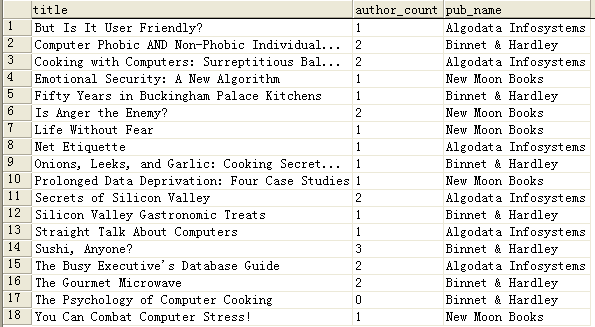 title author_count pub_name
1 But Is It User Friendly? 1 Algodata Infosystems
2 Computer Phobic AND Non-Phobic Individual... 2 Binnet & Hardley
3 Cooking with Computers: Surreptitious Bal... 2 Algodata Infosystems
4 Emotional Security: A New Algorithm 1 New Moon Books
5 Fifty Years in Buckingham Palace Kitchens 1 Binnet & Hardley
6 Is Anger the Enemy? 2 New Moon Books
7 Life Without Fear 1 New Moon Books
8 Net Etiquette 1 Algodata Infosystems
9 Onions, Leeks, and Garlic: Cooking Secret... 1 Binnet & Hardley
10 Prolonged Data Deprivation: Four Case Studies 1 New Moon Books
11 Secrets of Silicon Valley 2 Algodata Infosystems
12 Silicon Valley Gastronomic Treats 1 Binnet & Hardley
13 Straight Talk About Computers 1 Algodata Infosystems
14 Sushi, Anyone? 3 Binnet & Hardley
15 The Busy Executive's Database Guide 2 Algodata Infosystems
16 The Gourmet Microwave 2 Binnet & Hardley
17 The Psychology of Computer Cooking 0 Binnet & Hardley
18 You Can Combat Computer Stress! 1 New Moon Books